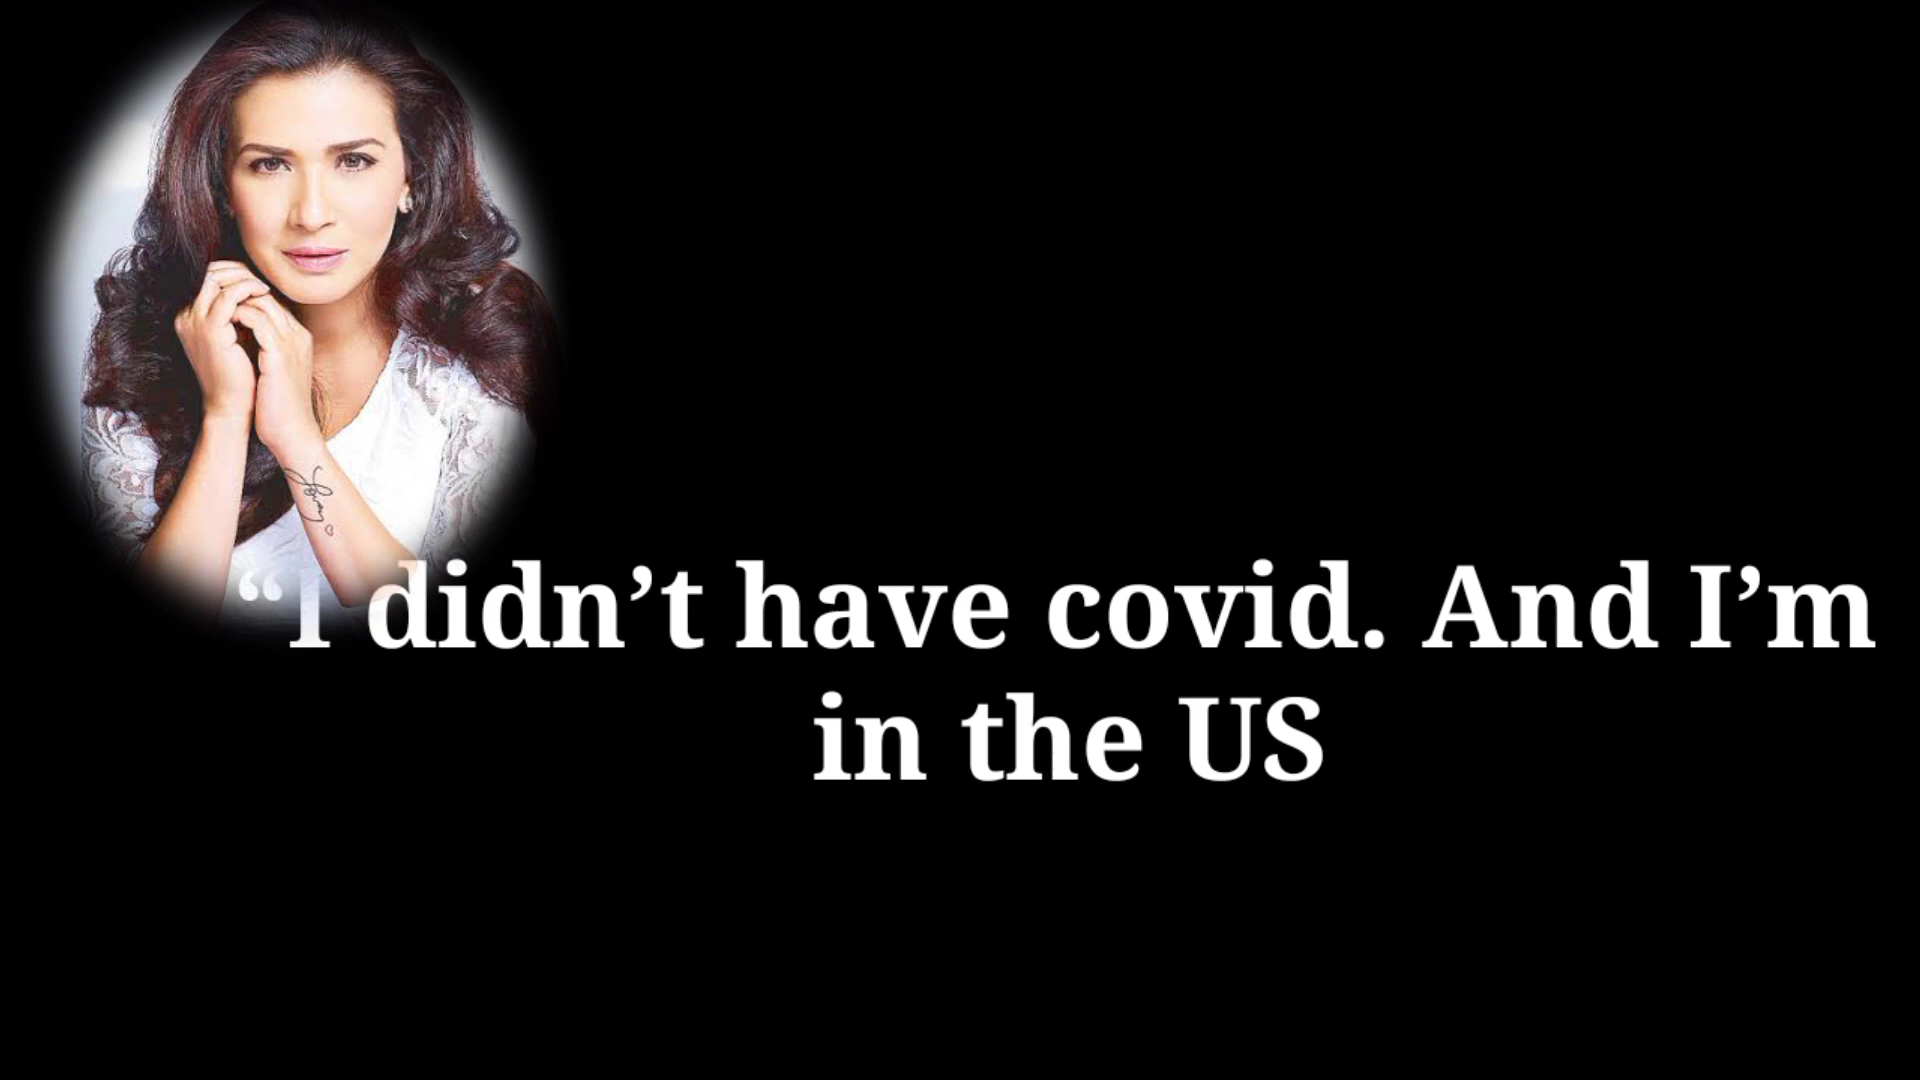 “I didn’t have covid. And I’m
in the US